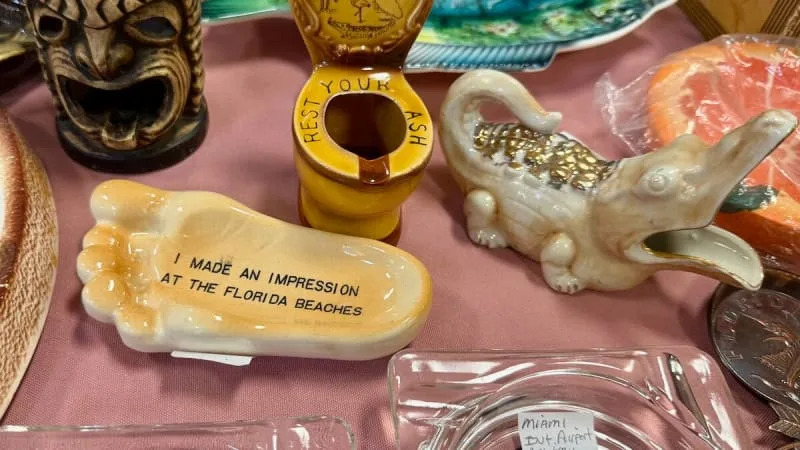 REST YOUR ASH
I MADE AN IMPRESSION
AT THE FLORIDA BEACHES
MIAMI
Int. Airport